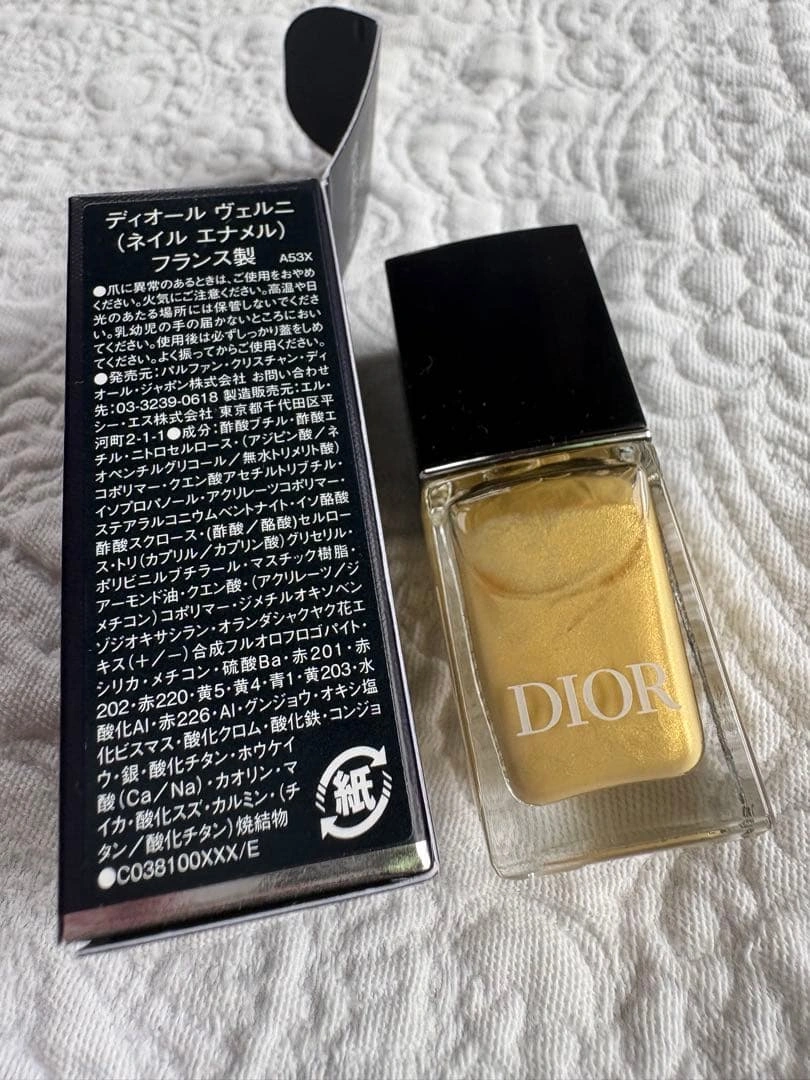 ディオール ヴェルニ
(ネイル エナメル)
フランス製 A53X
●爪に異常のあるときは、ご使用をおやめ
ください。火気にご注意ください。高温や日
光のあたる場所には保管しないでくださ
い。乳幼児の手の届かないところにおい
てください。使用後は必ずしっかり蓋をしめ
てください。よく振ってからご使用ください。
●発売元:パルファン・クリスチャン・ディ
オール・ジャポン株式会社 お問い合わせ
先:03-3239-0618 製造販売元:エル・
シー・エス株式会社 東京都千代田区平
河町2-1-1●成分:酢酸ブチル・酢酸エ
チル・ニトロセルロース・(アジピン酸/ネ
オペンチルグリコール/無水トリメリト酸)
コポリマー・クエン酸アセチルトリブチル・
イソプロパノール・アクリレーツコポリマー・
ステアラルコニウムベントナイト・イソ酪酸
酢酸スクロース・(酢酸/酪酸)セルロー
ス・トリ(カプリル/カプリン酸)グリセリル・
ポリビニルブチラール・マスチック樹脂・
アーモンド油・クエン酸・(アクリレーツ/ジ
メチコン)コポリマー・ジメチルオキソベン
ゾジオキサシラン・オランダシャクヤク花エ
キス(+/-)合成フルオロフロゴパイト・
シリカ・メチコン・硫酸Ba・赤201・赤
202・赤220・黄5・黄4・青1・黄203・水
酸化Al・赤226・Al・グンジョウ・オキシ塩
化ビスマス・酸化クロム・酸化鉄・コンジョ
ウ・銀・酸化チタン・ホウケイ
酸(Ca/Na)・カオリン・マ
イカ・酸化スズ・カルミン・(チ
タン/酸化チタン)焼結物
●C038100XXX/E
紙
DIOR